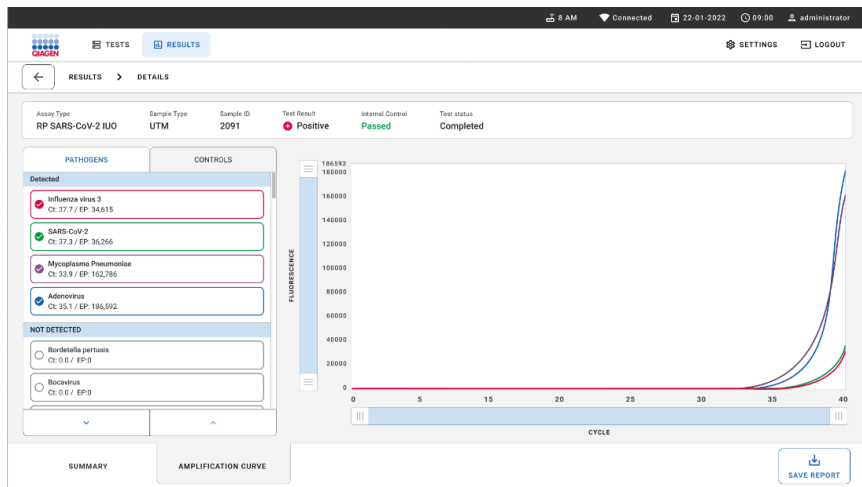 8 AM Connected 22-01-2022 09:00 administrator
QIAGEN TESTS RESULTS SETTINGS LOGOUT
RESULTS > DETAILS
Assay Type Sample Type Sample ID Test Result Internal Control Test status
RP SARS-CoV-2 IUO UTM 2091 Positive Passed Completed
PATHOGENS CONTROLS
Detected
Influenza virus 3
Ct: 37.7 / EP: 34,615
SARS-CoV-2
Ct: 37.3 / EP: 36,266
Mycoplasma Pneumoniae
Ct: 33.9 / EP: 162,786
Adenovirus
Ct: 35.1 / EP: 186,592
NOT DETECTED
Bordetella pertusis
Ct: 0.0 / EP:0
Bocavirus
Ct: 0.0 / EP:0
FLUORESCENCE
186592
180000
160000
140000
120000
100000
80000
60000
40000
20000
0
0 5 10 15 20 25 30 35 40
CYCLE
SUMMARY AMPLIFICATION CURVE SAVE REPORT